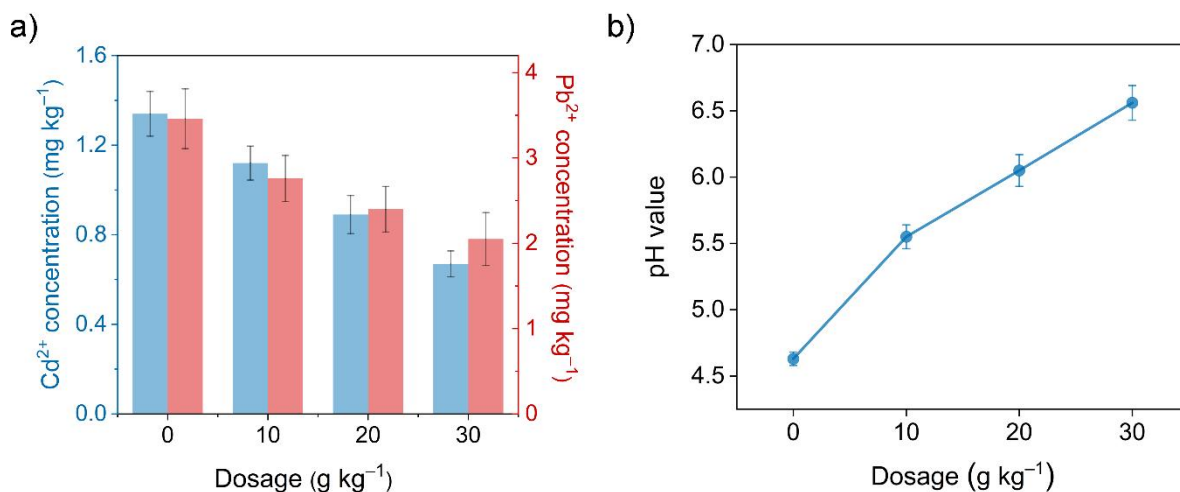 a)
Cd²⁺ concentration (mg kg⁻¹)
1.6
1.2
0.8
0.4
0.0
4
3
2
1
0
Pb²⁺ concentration (mg kg⁻¹)
0 10 20 30
Dosage (g kg⁻¹)
b)
pH value
7.0
6.5
6.0
5.5
5.0
4.5
0 10 20 30
Dosage (g kg⁻¹)